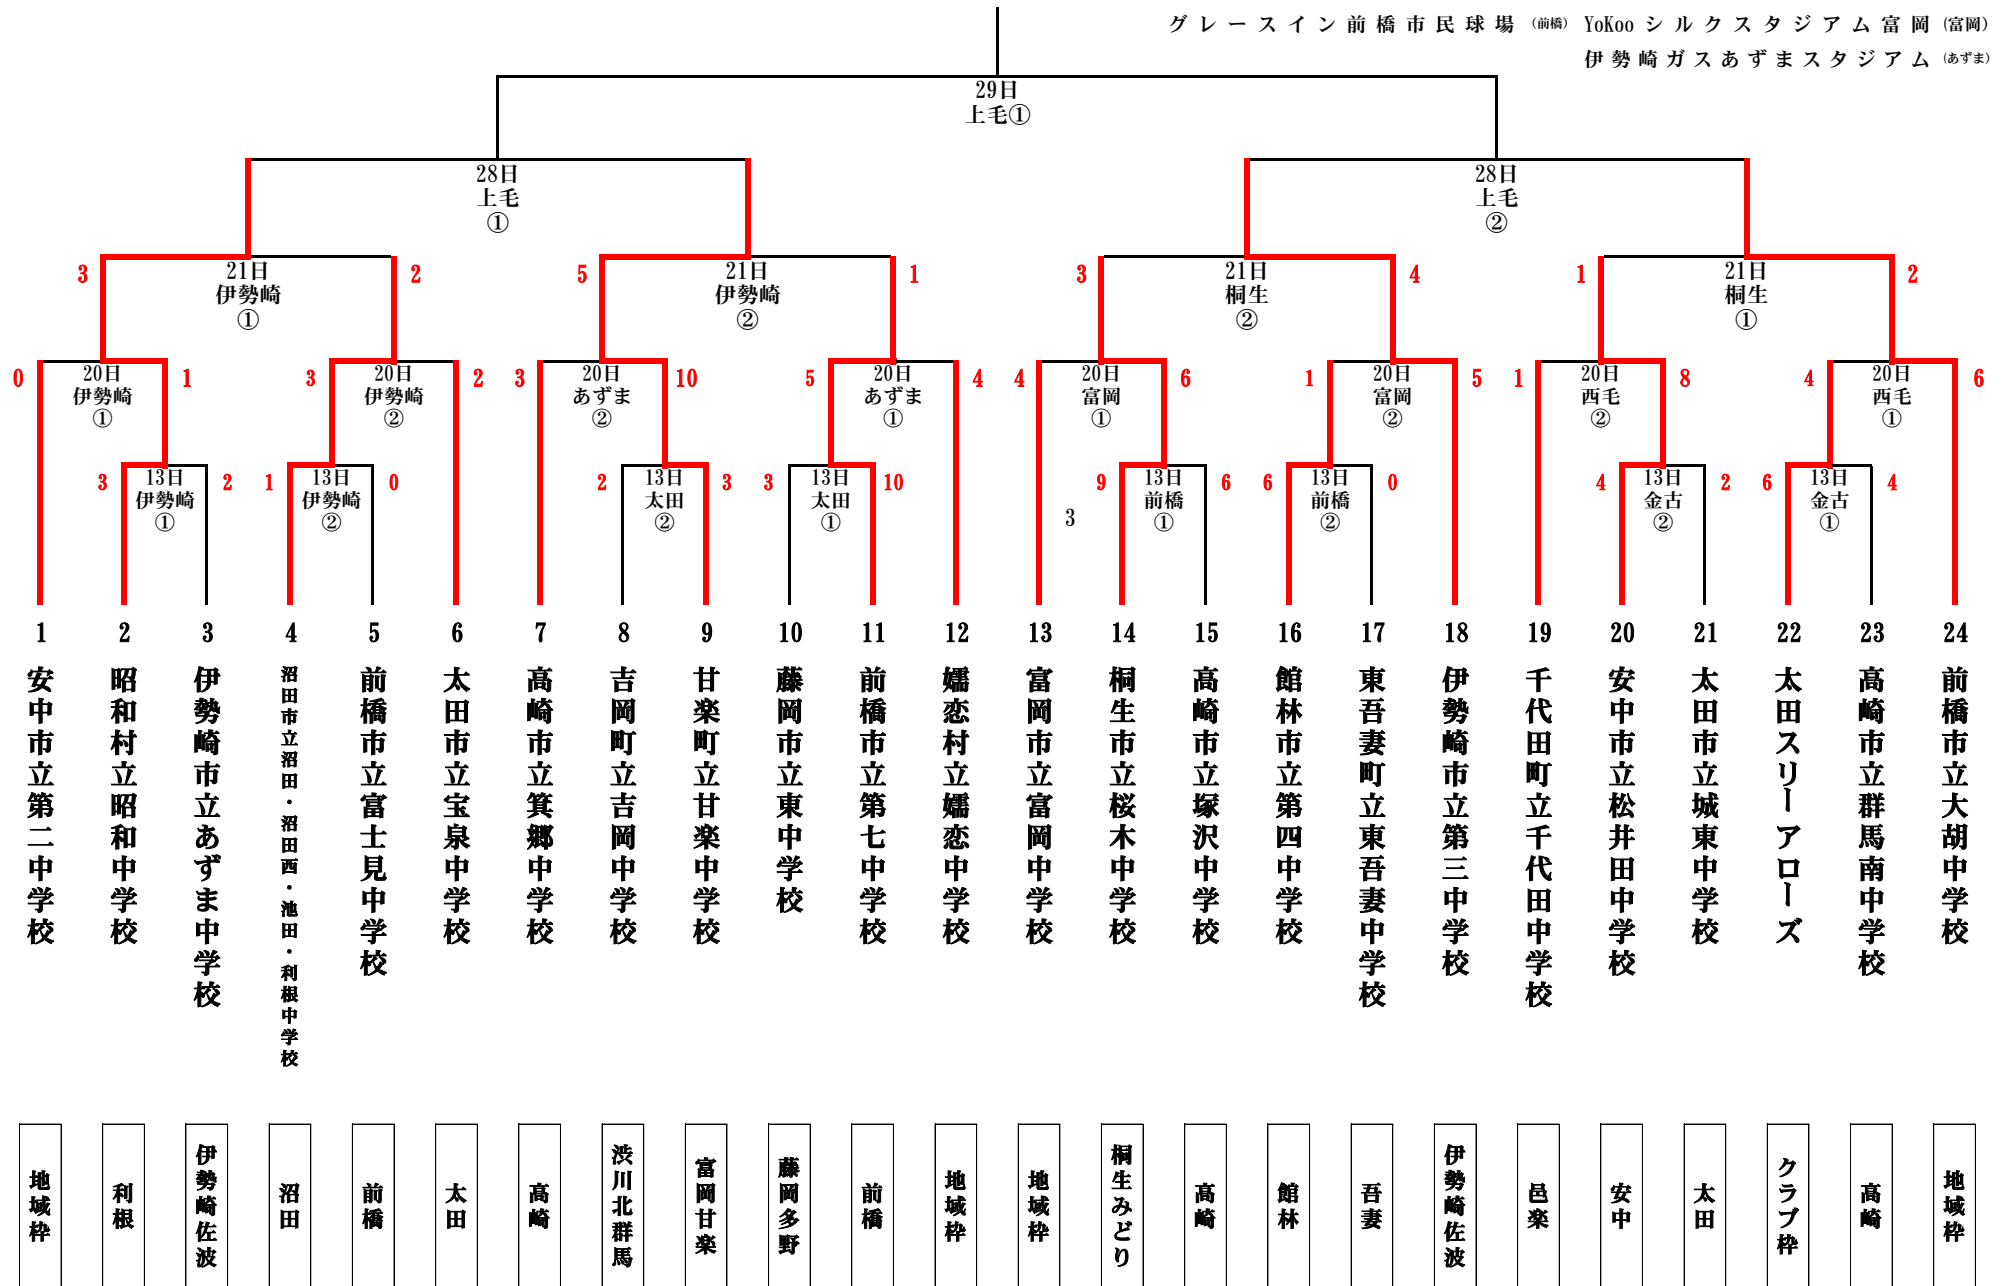 グレースイン前橋市民球場 (前橋) YoKoo シルクスタジアム富岡 (富岡)
伊勢崎ガスあずまスタジアム (あずま)
29日
上毛①
28日
上毛
①
28日
上毛
②
3
21日
伊勢崎
①
2
5
21日
伊勢崎
②
1
3
21日
桐生
②
4
1
21日
桐生
①
2
0
20日
伊勢崎
①
1
3
20日
伊勢崎
②
2
3
20日
あずま
②
10
5
20日
あずま
①
4
4
20日
富岡
①
6
1
20日
富岡
②
5
1
20日
西毛
②
8
4
20日
西毛
①
6
3
13日
伊勢崎
①
2
1
13日
伊勢崎
②
0
2
13日
太田
②
3
3
13日
太田
①
10
3
9
13日
前橋
①
6
6
13日
前橋
②
0
4
13日
金古
②
2
6
13日
金古
①
4
1 2 3 4 5 6 7 8 9 10 11 12 13 14 15 16 17 18 19 20 21 22 23 24
安中市立第二中学校
昭和村立昭和中学校
伊勢崎市立あずま中学校
沼田市立沼田・沼田西・池田・利根中学校
前橋市立富士見中学校
太田市立宝泉中学校
高崎市立箕郷中学校
吉岡町立吉岡中学校
甘楽町立甘楽中学校
藤岡市立東中学校
前橋市立第七中学校
嬬恋村立嬬恋中学校
富岡市立富岡中学校
桐生市立桜木中学校
高崎市立塚沢中学校
館林市立第四中学校
東吾妻町立東吾妻中学校
伊勢崎市立第三中学校
千代田町立千代田中学校
安中市立松井田中学校
太田市立城東中学校
太田スリーアローズ
高崎市立群馬南中学校
前橋市立大胡中学校
地域枠
利根
伊勢崎佐波
沼田
前橋
太田
高崎
渋川北群馬
富岡甘楽
藤岡多野
前橋
地域枠
地域枠
桐生みどり
高崎
館林
吾妻
伊勢崎佐波
邑楽
安中
太田
クラブ枠
高崎
地域枠